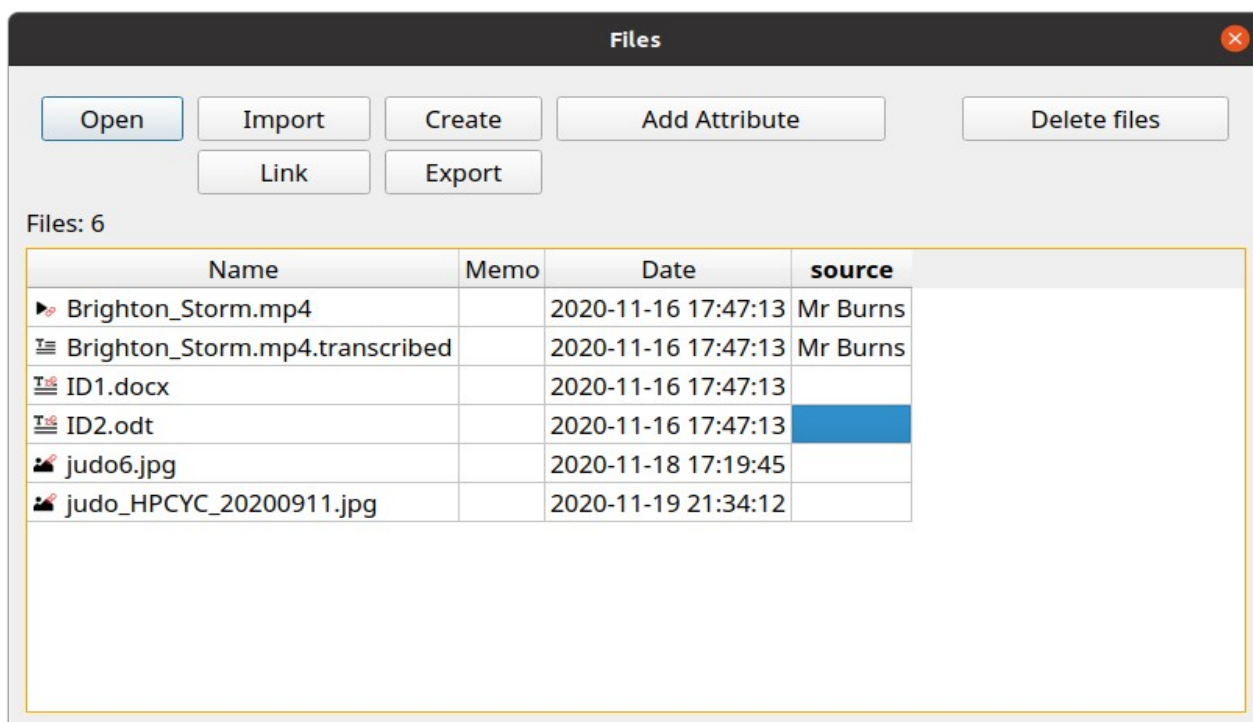 Files
Open Import Create Add Attribute Delete files
Link Export
Files: 6
Name Memo Date source
Brighton_Storm.mp4 2020-11-16 17:47:13 Mr Burns
Brighton_Storm.mp4.transcribed 2020-11-16 17:47:13 Mr Burns
ID1.docx 2020-11-16 17:47:13
ID2.odt 2020-11-16 17:47:13
judo6.jpg 2020-11-18 17:19:45
judo_HPCYC_20200911.jpg 2020-11-19 21:34:12